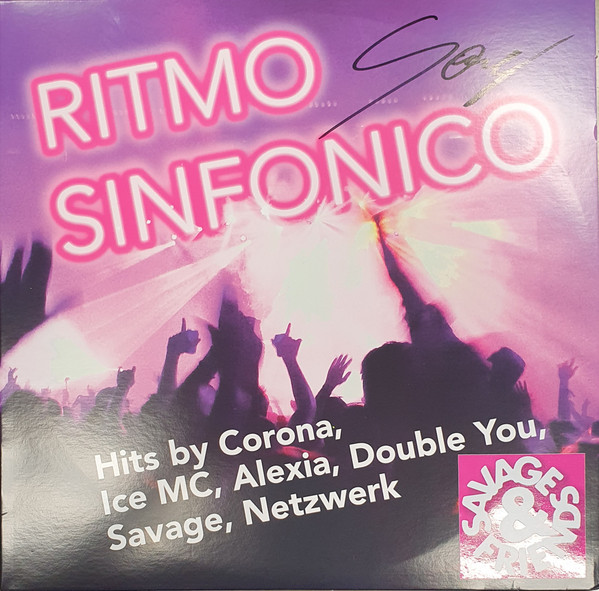 RITMO
SINFONICO
Hits by Corona,
Ice MC, Alexia, Double You,
Savage, Netzwerk
SAVAGE
&
FRIENDS